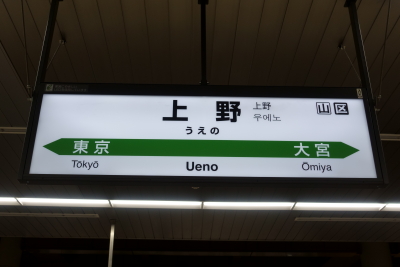 上野
うえの
上野
우에노
山 区
東京
Tōkyō
Ueno
大宮
Ōmiya